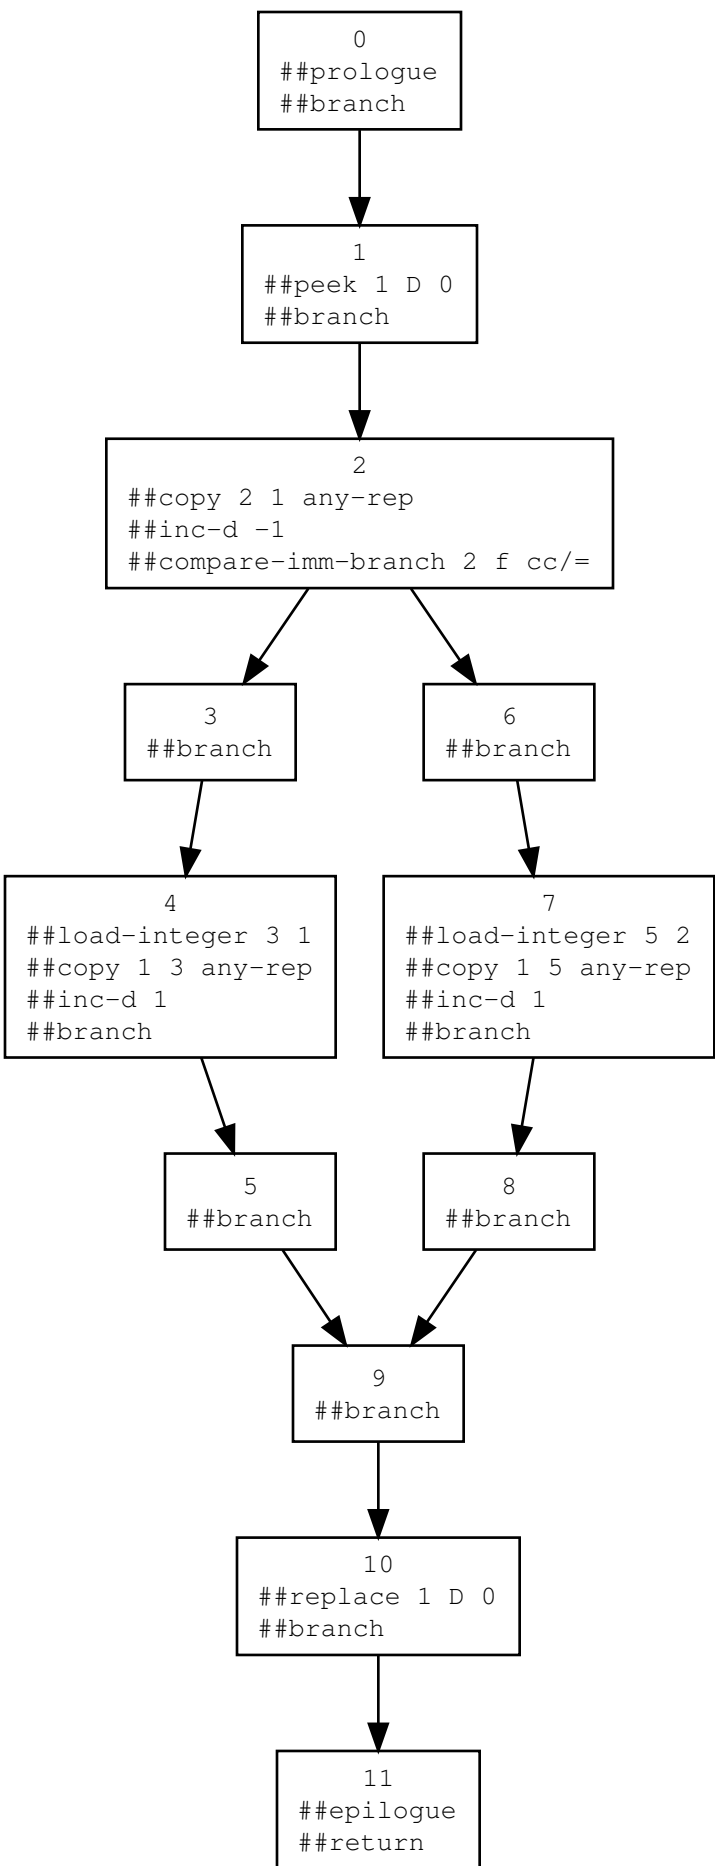 0
##prologue
##branch
1
##peek 1 D 0
##branch
2
##copy 2 1 any-rep
##inc-d -1
##compare-imm-branch 2 f cc/=
3
##branch
6
##branch
4
##load-integer 3 1
##copy 1 3 any-rep
##inc-d 1
##branch
7
##load-integer 5 2
##copy 1 5 any-rep
##inc-d 1
##branch
5
##branch
8
##branch
9
##branch
10
##replace 1 D 0
##branch
11
##epilogue
##return